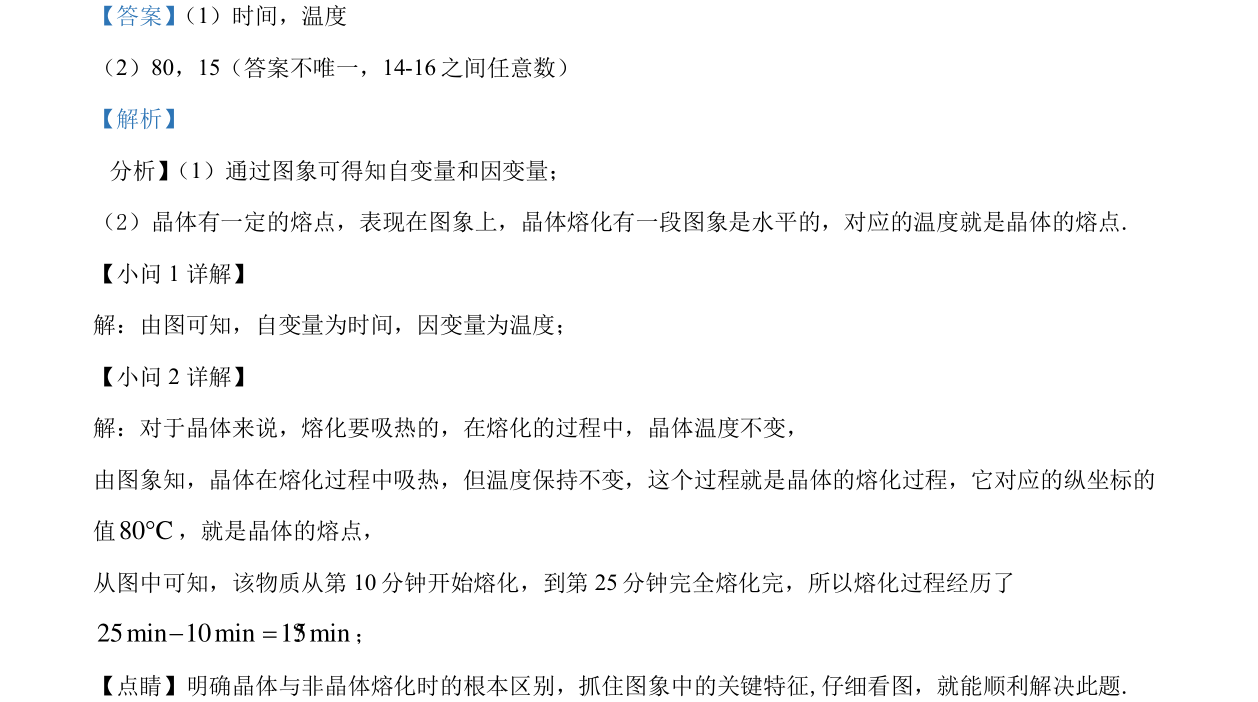 【答案】（1）时间，温度
（2）80，15（答案不唯一，14-16 之间任意数）
【解析】
分析】（1）通过图象可得知自变量和因变量；
（2）晶体有一定的熔点，表现在图象上，晶体熔化有一段图象是水平的，对应的温度就是晶体的熔点．
【小问 1 详解】
解：由图可知，自变量为时间，因变量为温度；
【小问 2 详解】
解：对于晶体来说，熔化要吸热的，在熔化的过程中，晶体温度不变，
由图象知，晶体在熔化过程中吸热，但温度保持不变，这个过程就是晶体的熔化过程，它对应的纵坐标的
值 80°C，就是晶体的熔点，
从图中可知，该物质从第 10 分钟开始熔化，到第 25 分钟完全熔化完，所以熔化过程经历了
25 min−10 min = 15 min；
【点睛】明确晶体与非晶体熔化时的根本区别，抓住图象中的关键特征,仔细看图，就能顺利解决此题．